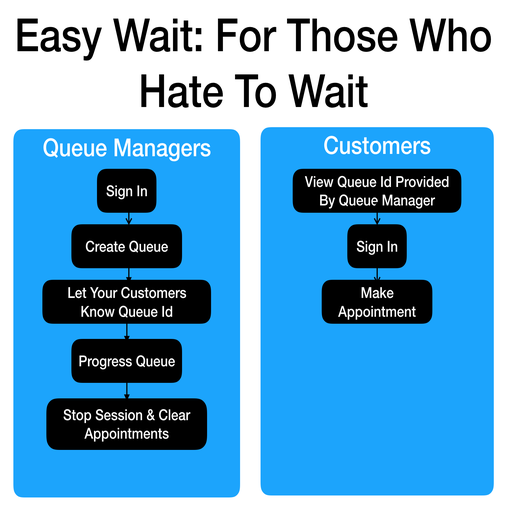 Easy Wait: For Those Who
Hate To Wait
Queue Managers
Sign In
Create Queue
Let Your Customers
Know Queue Id
Progress Queue
Stop Session & Clear
Appointments
Customers
View Queue Id Provided
By Queue Manager
Sign In
Make
Appointment